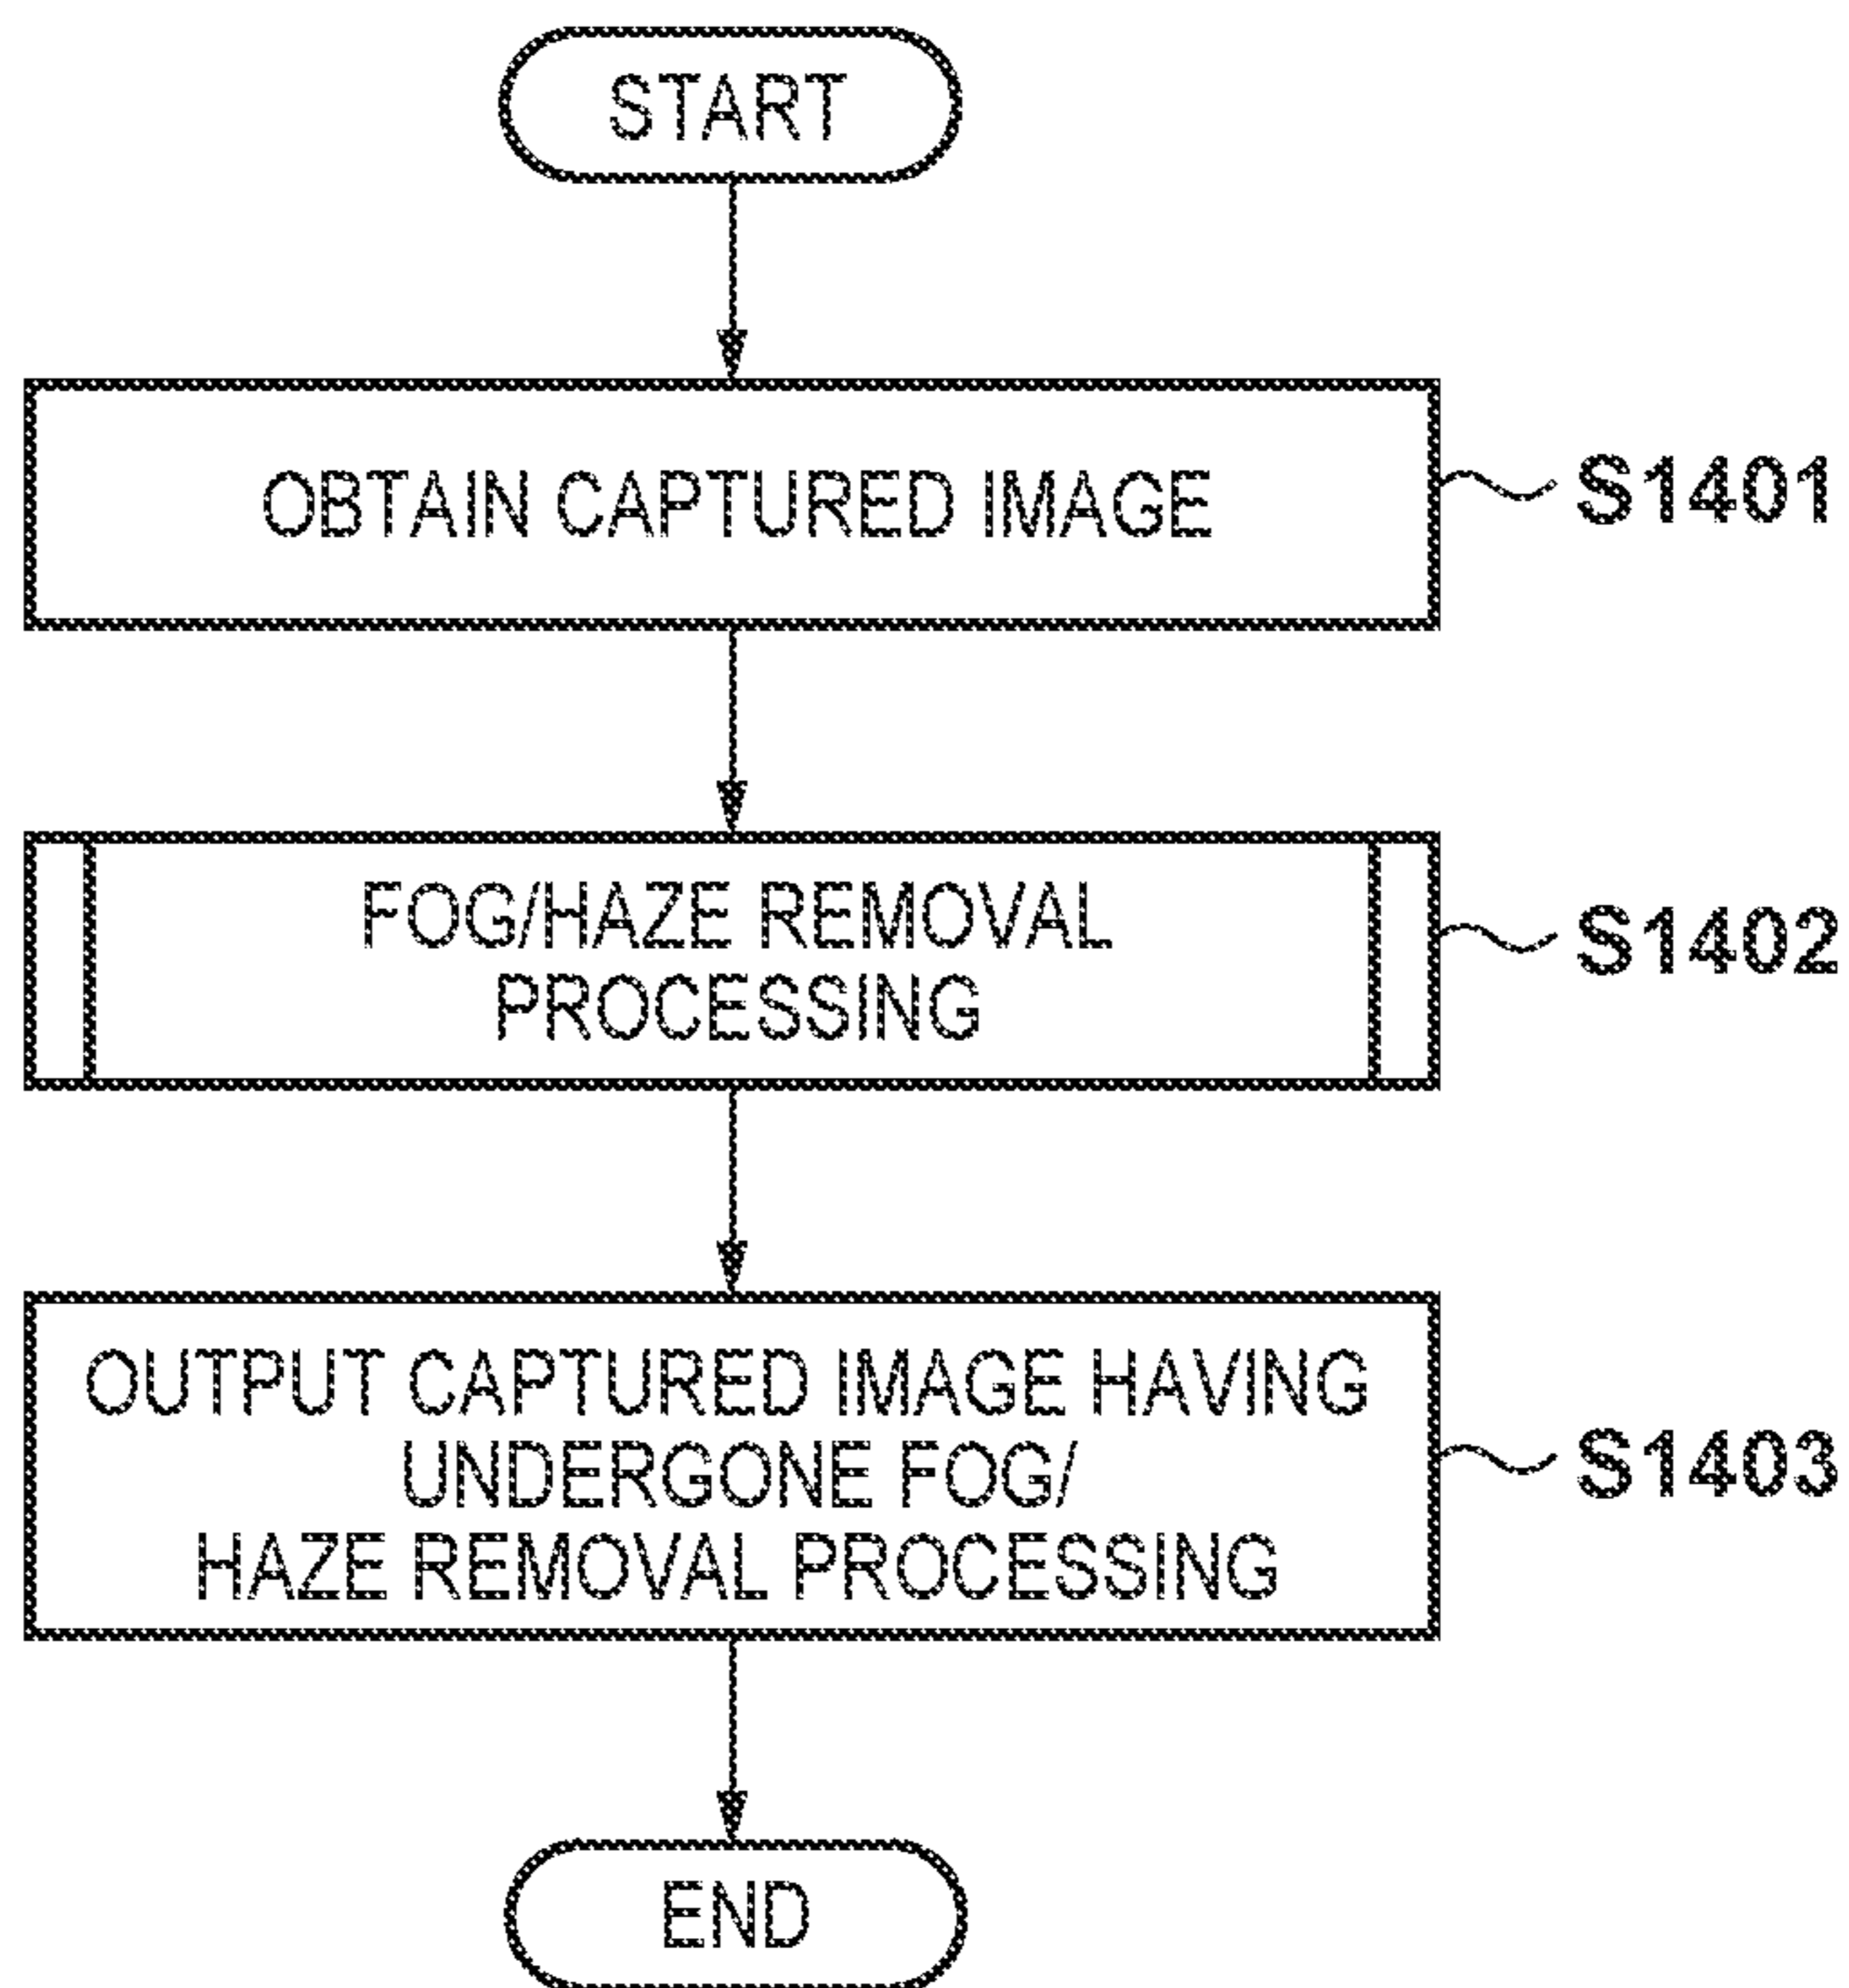 START
OBTAIN CAPTURED IMAGE
S1401
FOG/HAZE REMOVAL
PROCESSING
S1402
OUTPUT CAPTURED IMAGE HAVING
UNDERGONE FOG/
HAZE REMOVAL PROCESSING
S1403
END